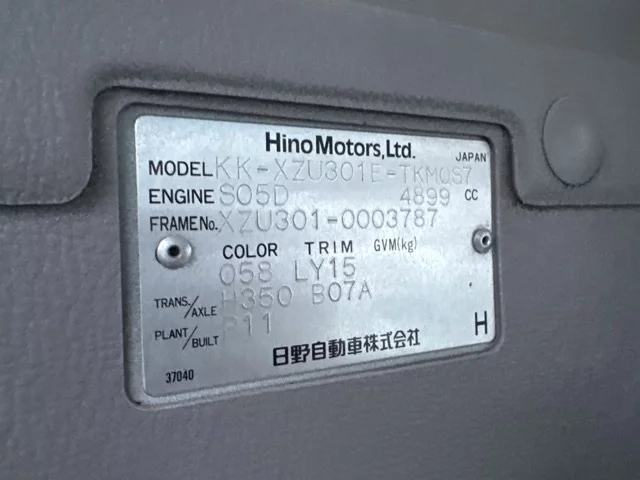 Hino Motors, Ltd.
JAPAN
MODEL KK-XZU301E-TKMQS7
ENGINE S05D 4899 CC
FRAME No. XZU301-0003787
COLOR TRIM GVM(kg)
058 LY15
TRANS./AXLE H350 B07A
PLANT/BUILT P11
H
日野自動車株式会社
37040